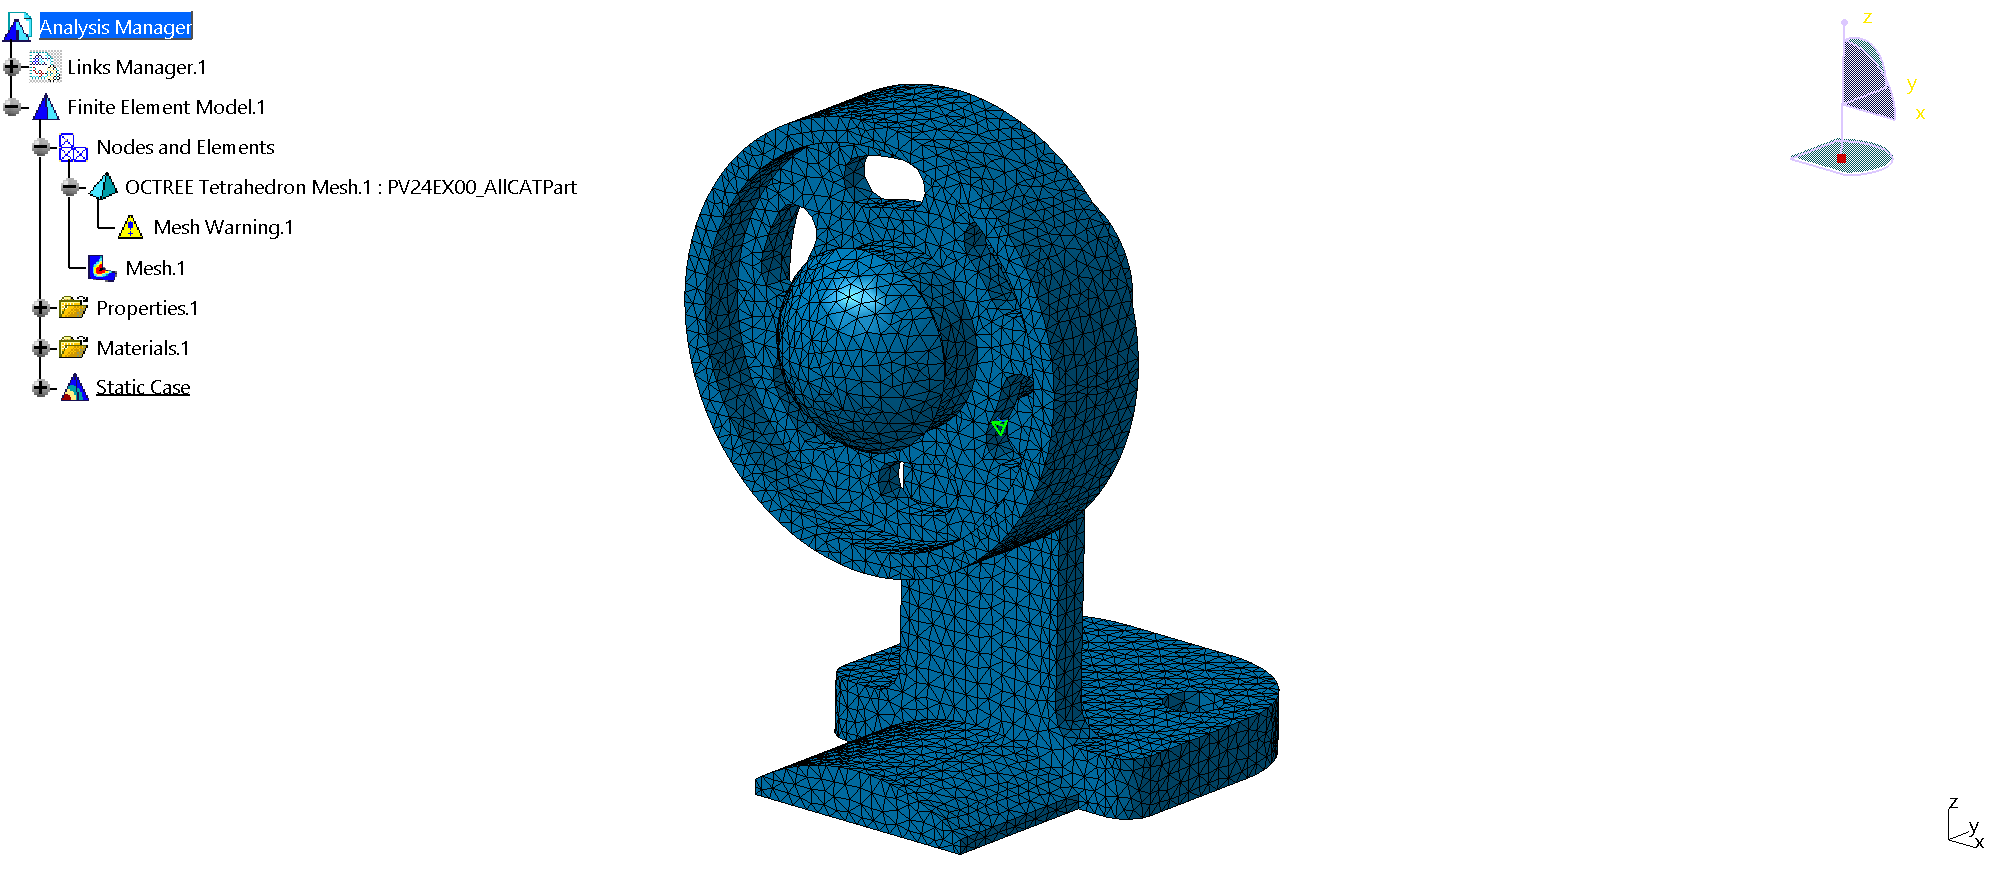 Analysis Manager
Links Manager.1
Finite Element Model.1
Nodes and Elements
OCTREE Tetrahedron Mesh.1 : PV24EX00_AllCATPart
Mesh Warning.1
Mesh.1
Properties.1
Materials.1
Static Case
z
y
x
z
y
x